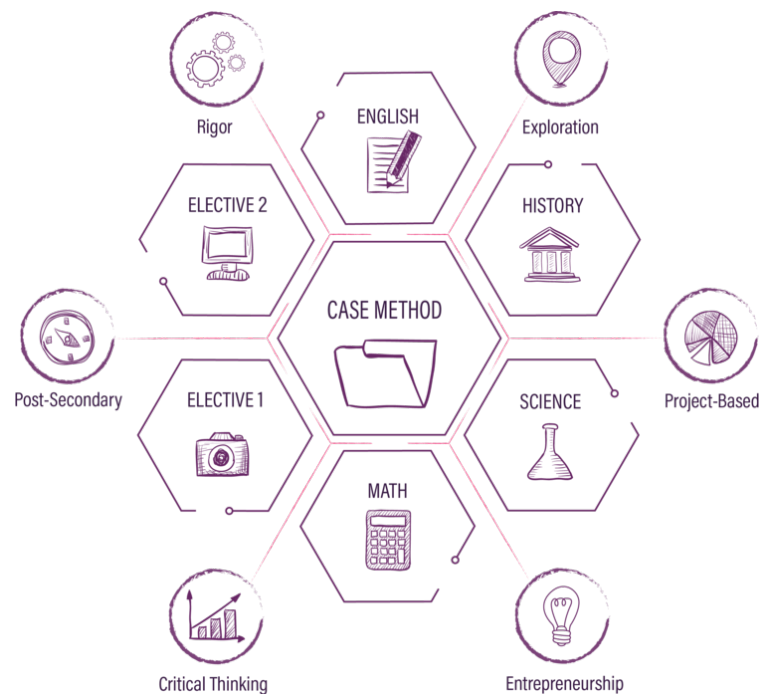 Rigor
ENGLISH
Exploration
ELECTIVE 2
HISTORY
CASE METHOD
Post-Secondary
ELECTIVE 1
SCIENCE
Project-Based
MATH
Critical Thinking
Entrepreneurship